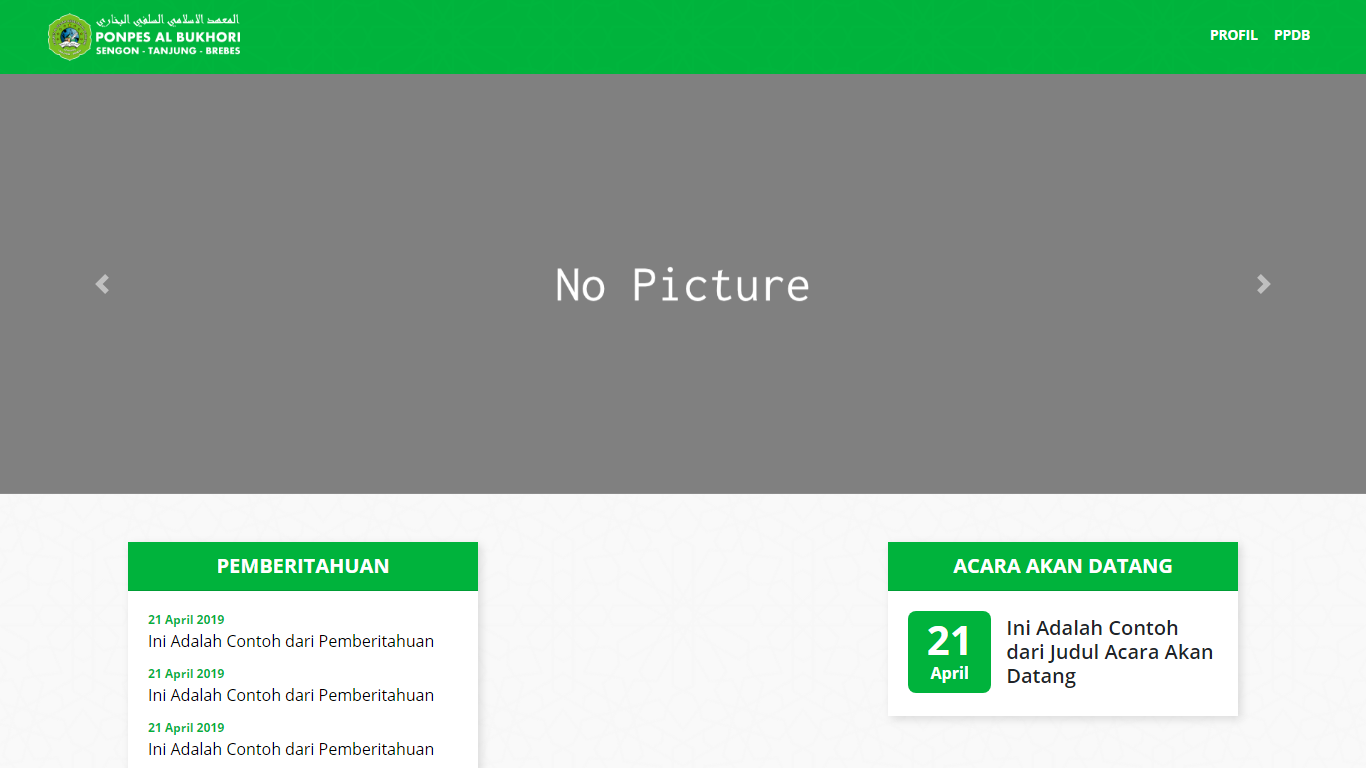 المعهد الاسلامي السلفي البخاري
PONPES AL BUKHORI
SENGON - TANJUNG - BREBES
PROFIL PPDB
No Picture
PEMBERITAHUAN
21 April 2019
Ini Adalah Contoh dari Pemberitahuan
21 April 2019
Ini Adalah Contoh dari Pemberitahuan
21 April 2019
Ini Adalah Contoh dari Pemberitahuan
ACARA AKAN DATANG
21
April
Ini Adalah Contoh
dari Judul Acara Akan
Datang